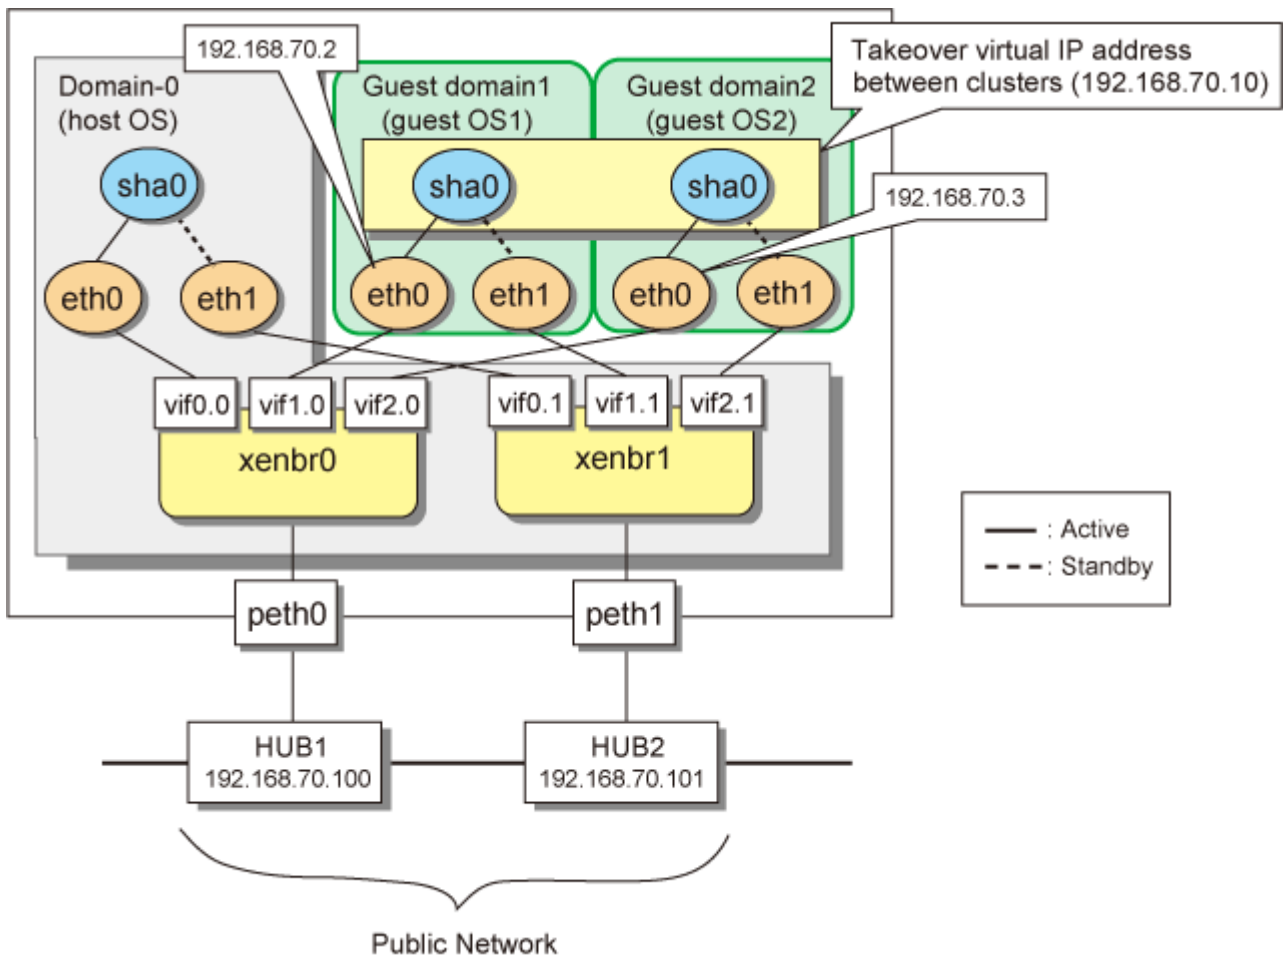 192.168.70.2
Takeover virtual IP address
between clusters (192.168.70.10)
Domain-0
(host OS)
Guest domain1
(guest OS1)
Guest domain2
(guest OS2)
sha0
sha0
sha0
192.168.70.3
eth0
eth1
eth0
eth1
eth0
eth1
vif0.0
vif1.0
vif2.0
vif0.1
vif1.1
vif2.1
xenbr0
xenbr1
: Active
: Standby
peth0
peth1
HUB1
192.168.70.100
HUB2
192.168.70.101
Public Network